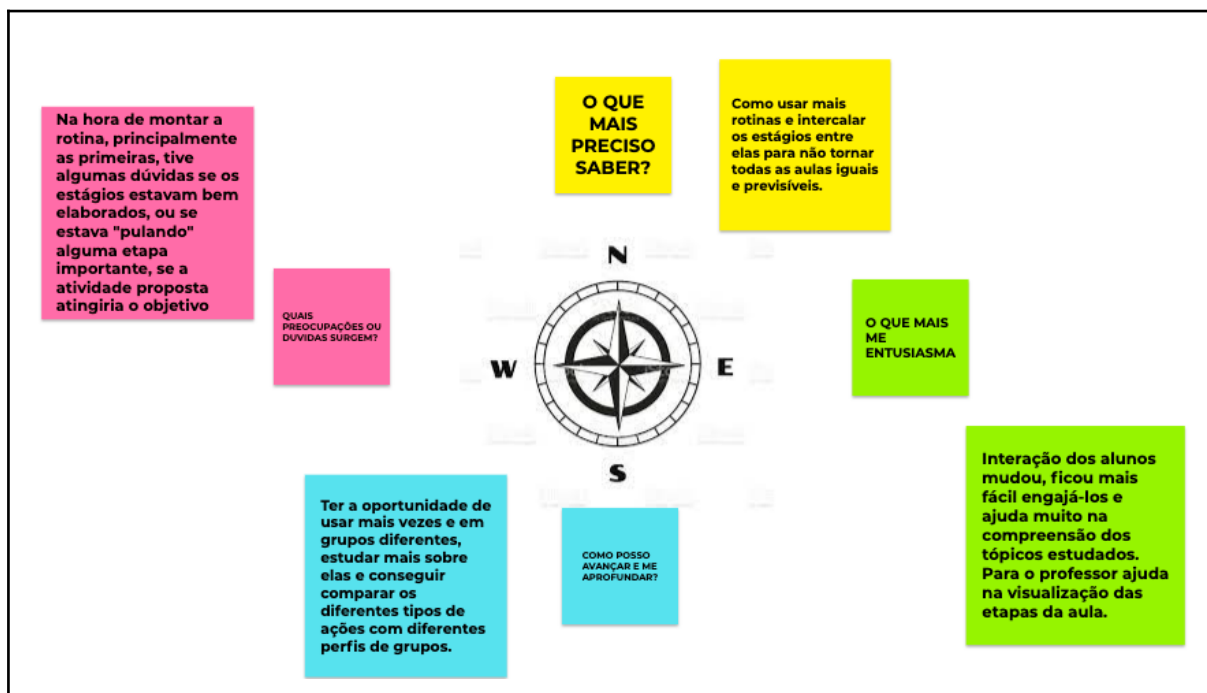 O QUE
MAIS
PRECISO
SABER?
Como usar mais
rotinas e intercalar
os estágios entre
elas para não tornar
todas as aulas iguais
e previsíveis.
Na hora de montar a
rotina, principalmente
as primeiras, tive
algumas dúvidas se os
estágios estavam bem
elaborados, ou se
estava "pulando"
alguma etapa
importante, se a
atividade proposta
atingiria o objetivo
QUAIS
PREOCUPAÇÕES OU
DUVIDAS SURGEM?
N
W
E
S
O QUE MAIS
ME
ENTUSIASMA
Interação dos alunos
mudou, ficou mais
fácil engajá-los e
ajuda muito na
compreensão dos
tópicos estudados.
Para o professor ajuda
na visualização das
etapas da aula.
Ter a oportunidade de
usar mais vezes e em
grupos diferentes,
estudar mais sobre
elas e conseguir
comparar os
diferentes tipos de
ações com diferentes
perfis de grupos.
COMO POSSO
AVANÇAR E ME
APROFUNDAR?